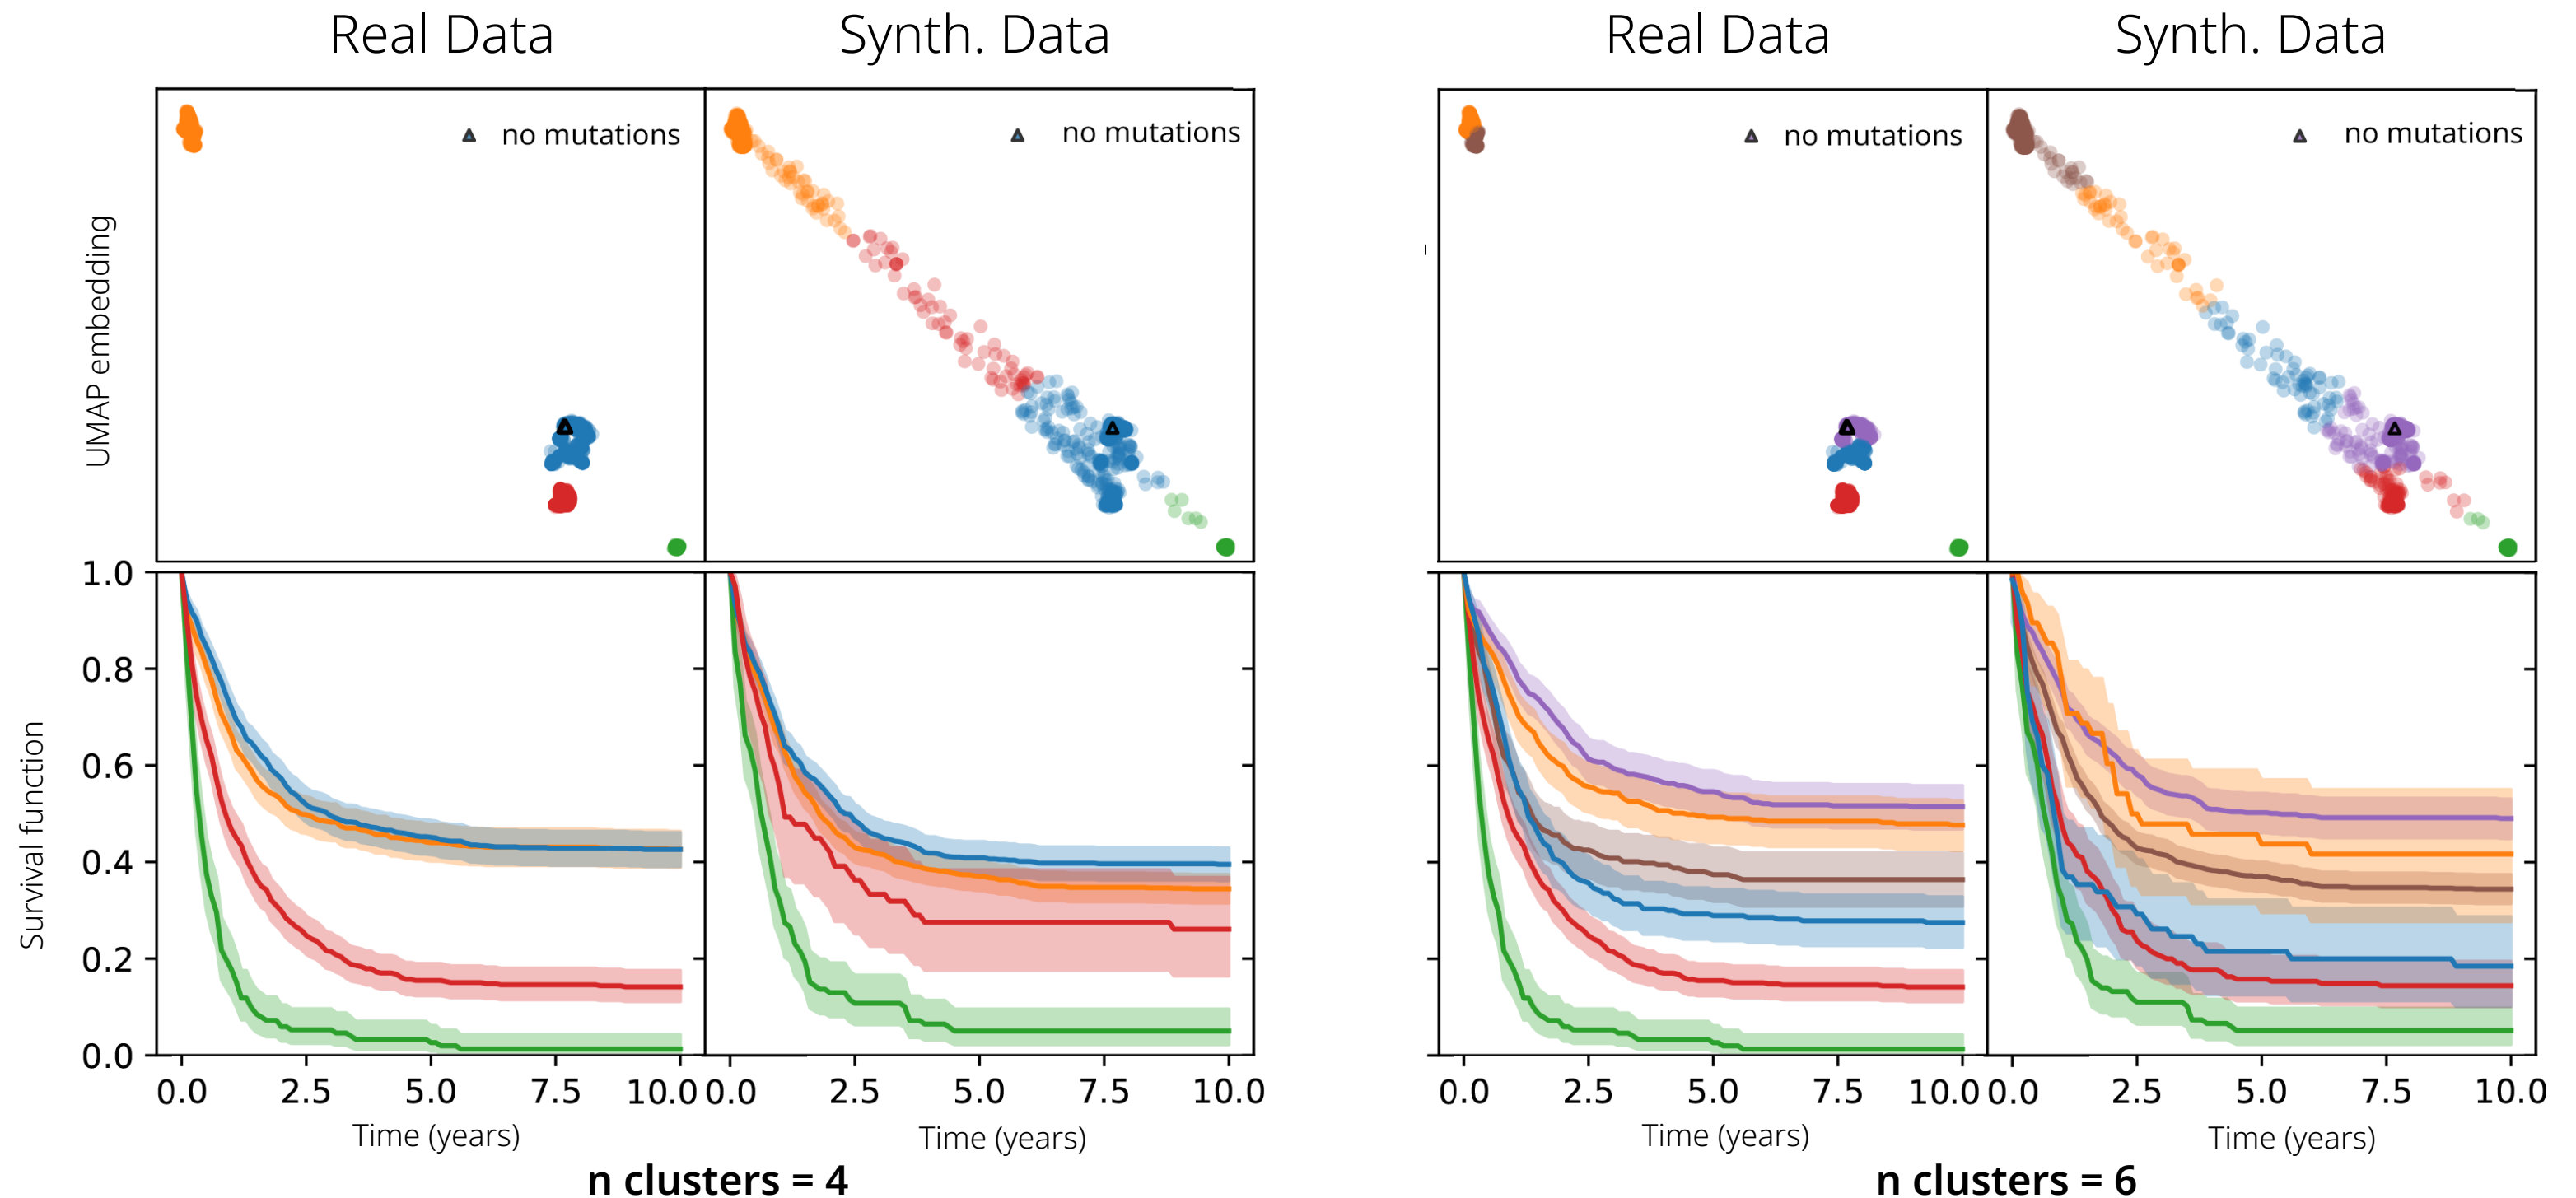 Real Data
Synth. Data
Real Data
Synth. Data
no mutations
no mutations
no mutations
no mutations
UMAP embedding
Survival function
1.0
0.8
0.6
0.4
0.2
0.0
0.0 2.5 5.0 7.5 10.0
0.0 2.5 5.0 7.5 10.0
0.0 2.5 5.0 7.5 10.0
0.0 2.5 5.0 7.5 10.0
Time (years)
Time (years)
Time (years)
Time (years)
n clusters = 4
n clusters = 6